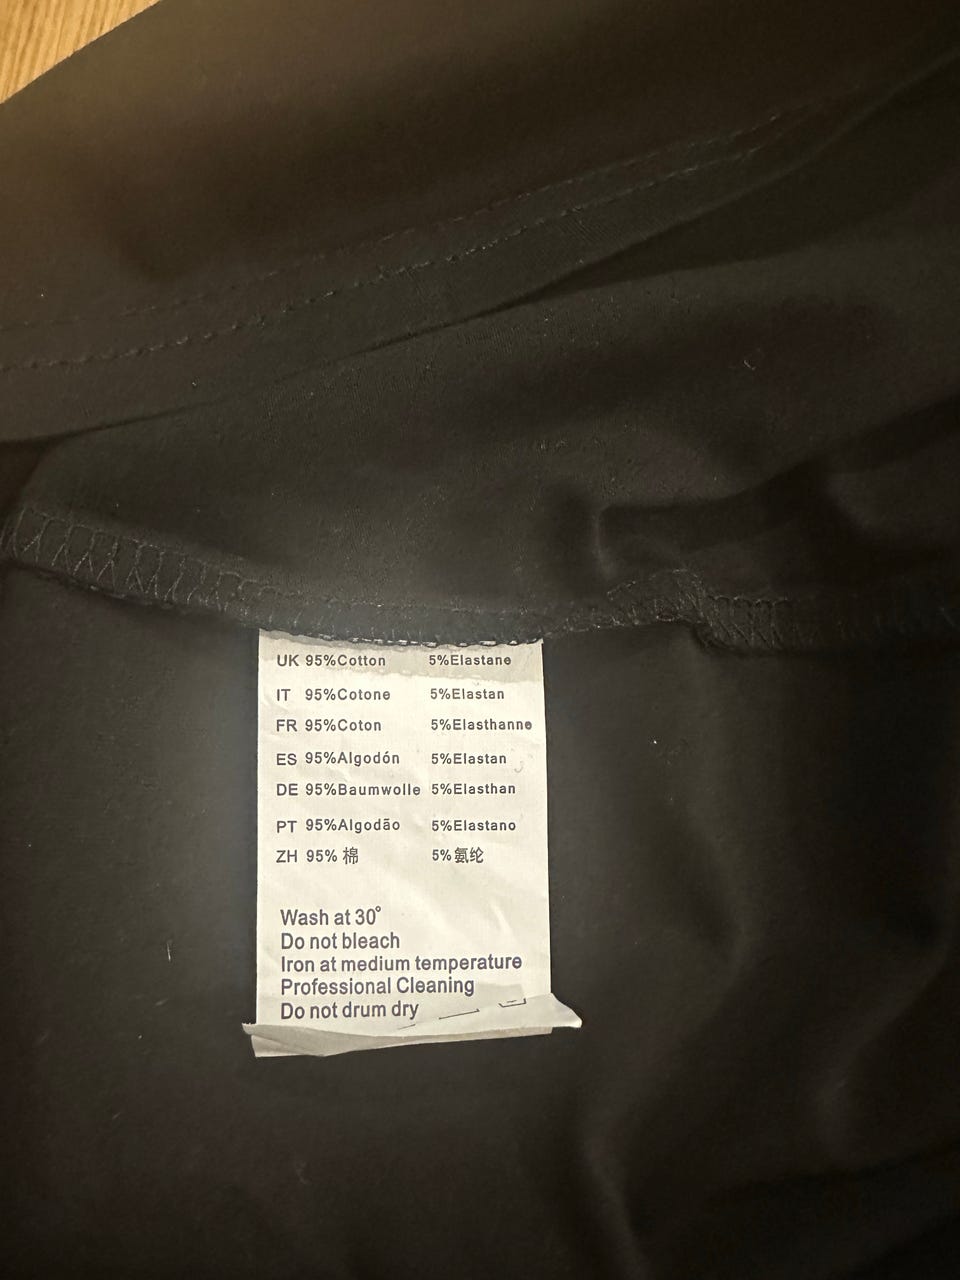 UK 95%Cotton 5%Elastane
IT 95%Cotone 5%Elastan
FR 95%Coton 5%Elasthanne
ES 95%Algodón 5%Elastan
DE 95%Baumwolle 5%Elasthan
PT 95%Algodão 5%Elastano
ZH 95% 棉 5%氨纶
Wash at 30°
Do not bleach
Iron at medium temperature
Professional Cleaning
Do not drum dry